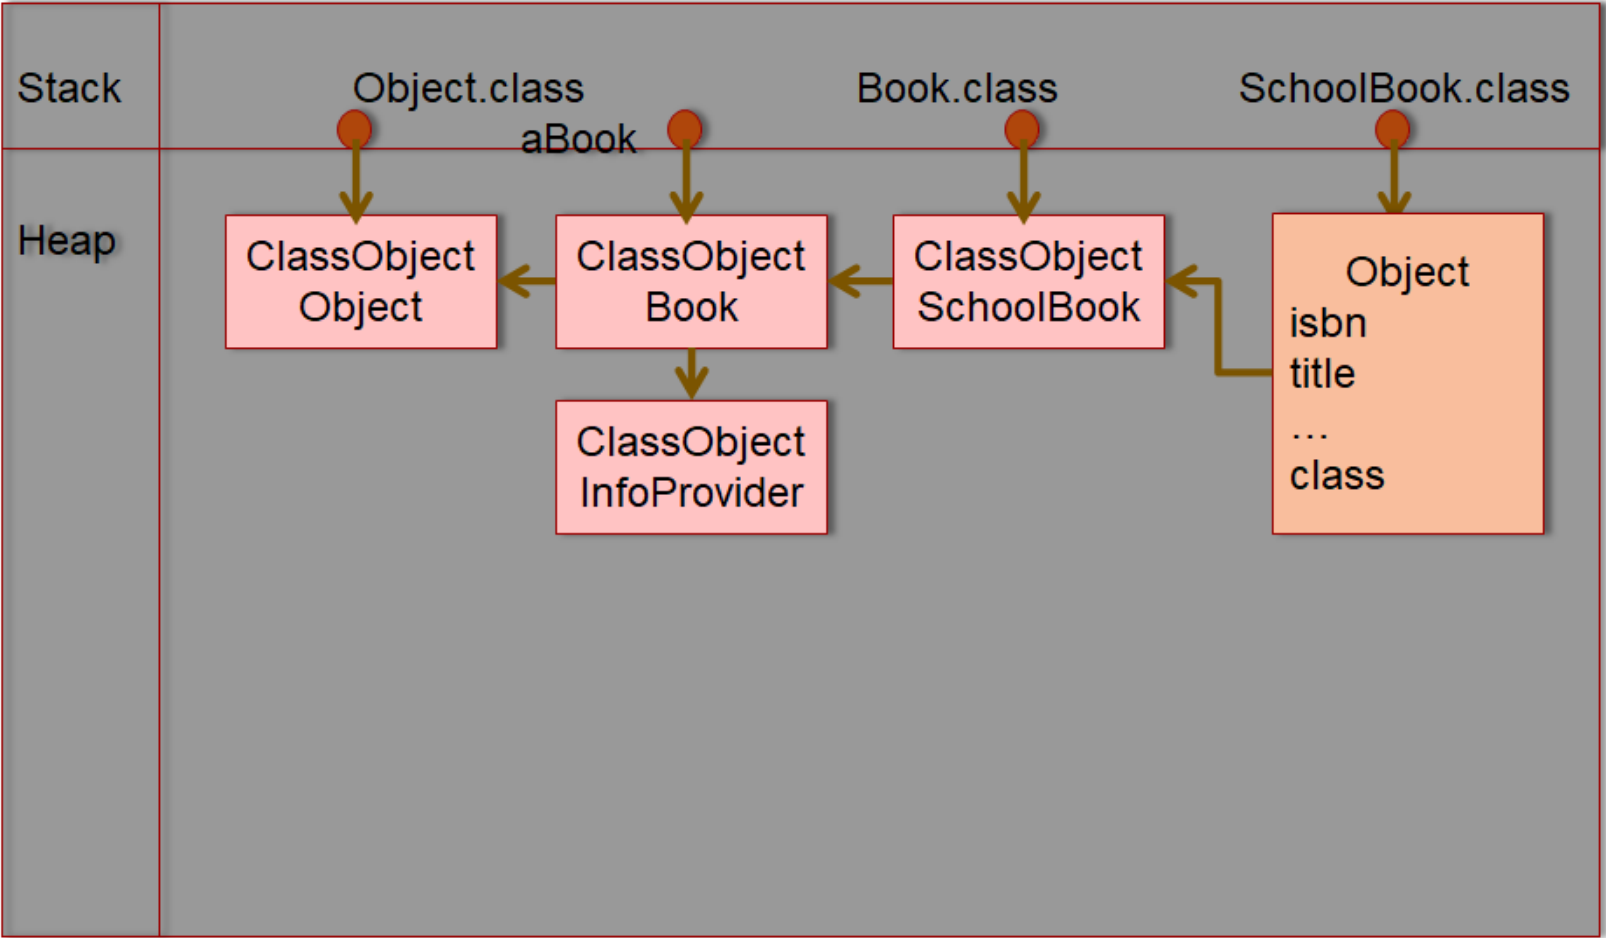 Stack
Object.class
Book.class
SchoolBook.class
aBook
Heap
ClassObject
Object
ClassObject
Book
ClassObject
SchoolBook
Object
isbn
title
...
class
ClassObject
InfoProvider